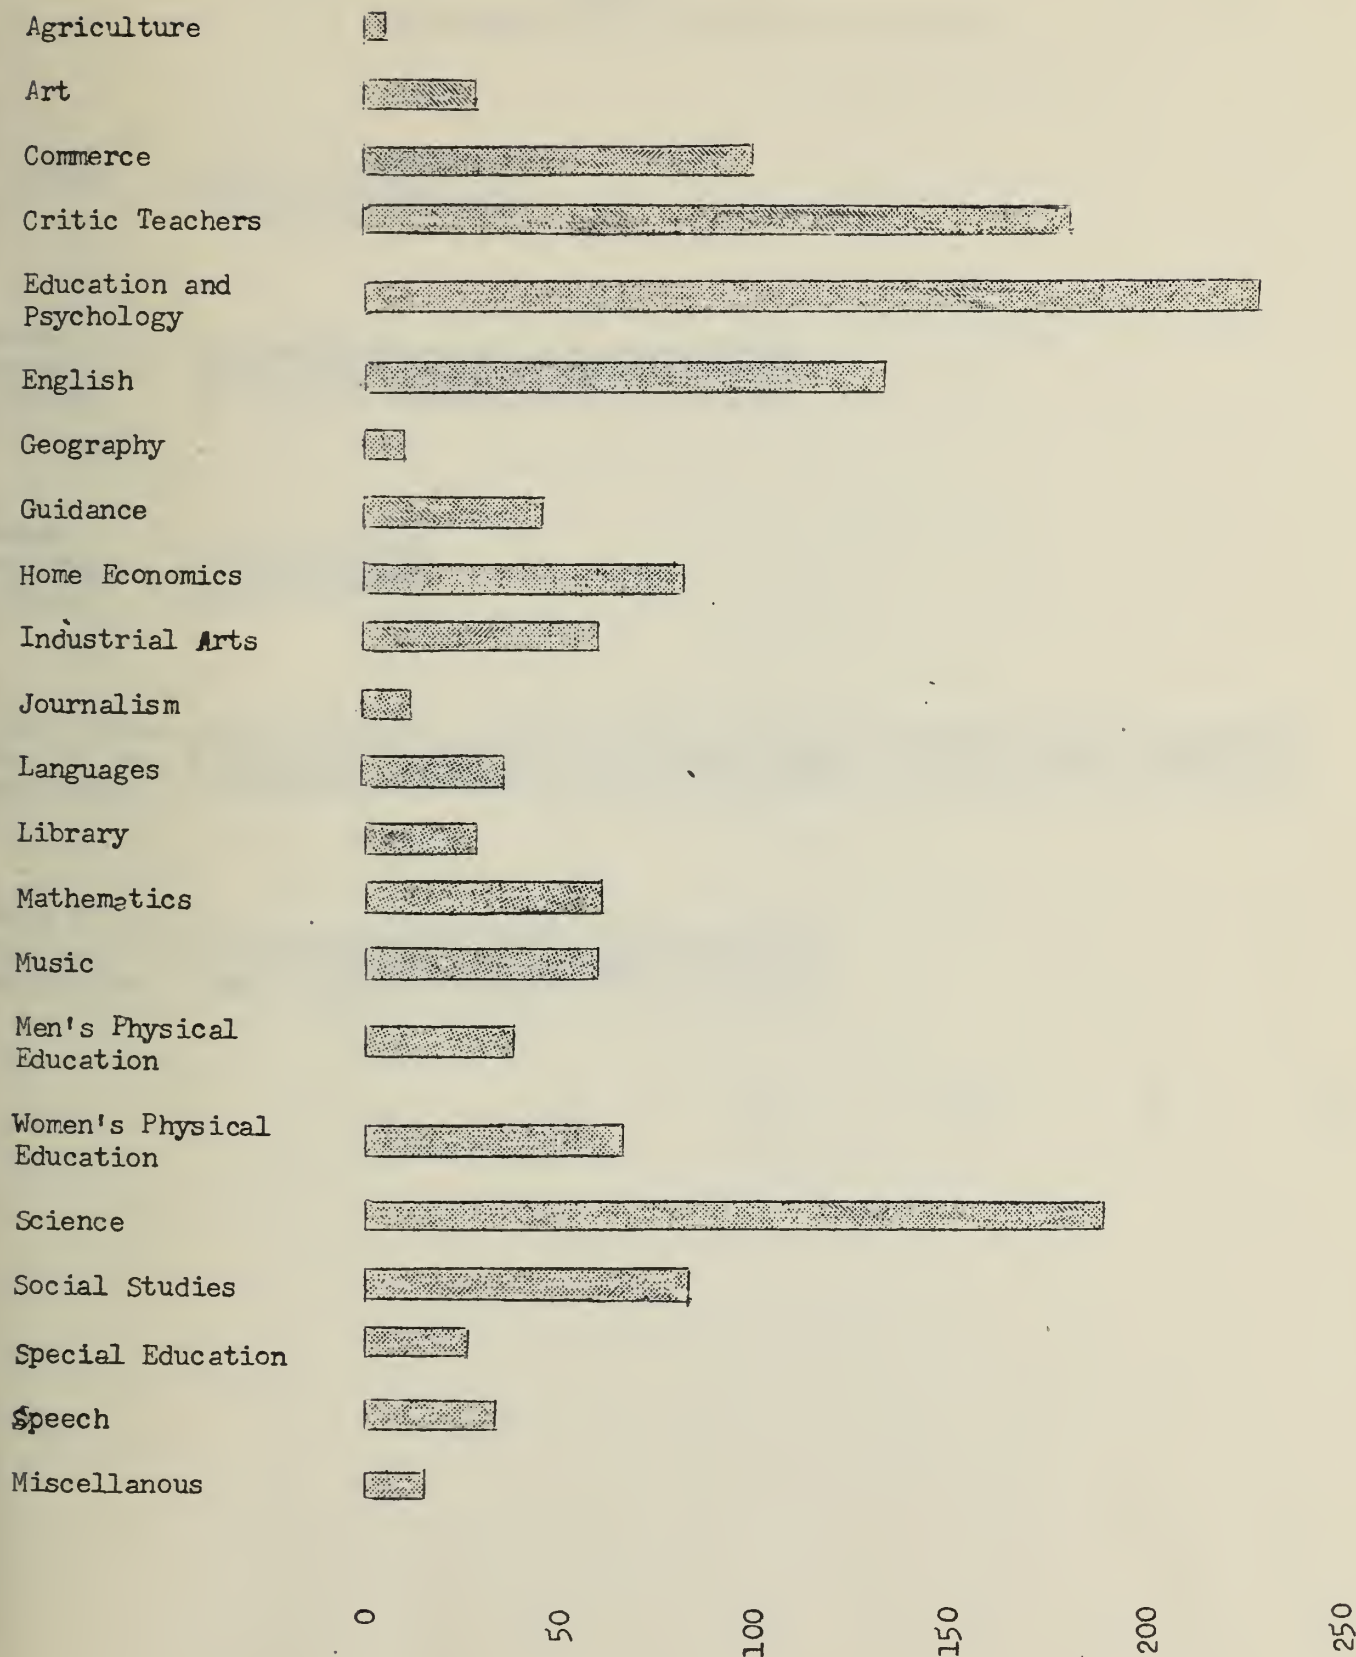 Agriculture
Art
Commerce
Critic Teachers
Education and
Psychology
English
Geography
Guidance
Home Economics
Industrial Arts
Journalism
Languages
Library
Mathematics
Music
Men's Physical
Education
Women's Physical
Education
Science
Social Studies
Special Education
Speech
Miscellanous
0 50 100 150 200 250